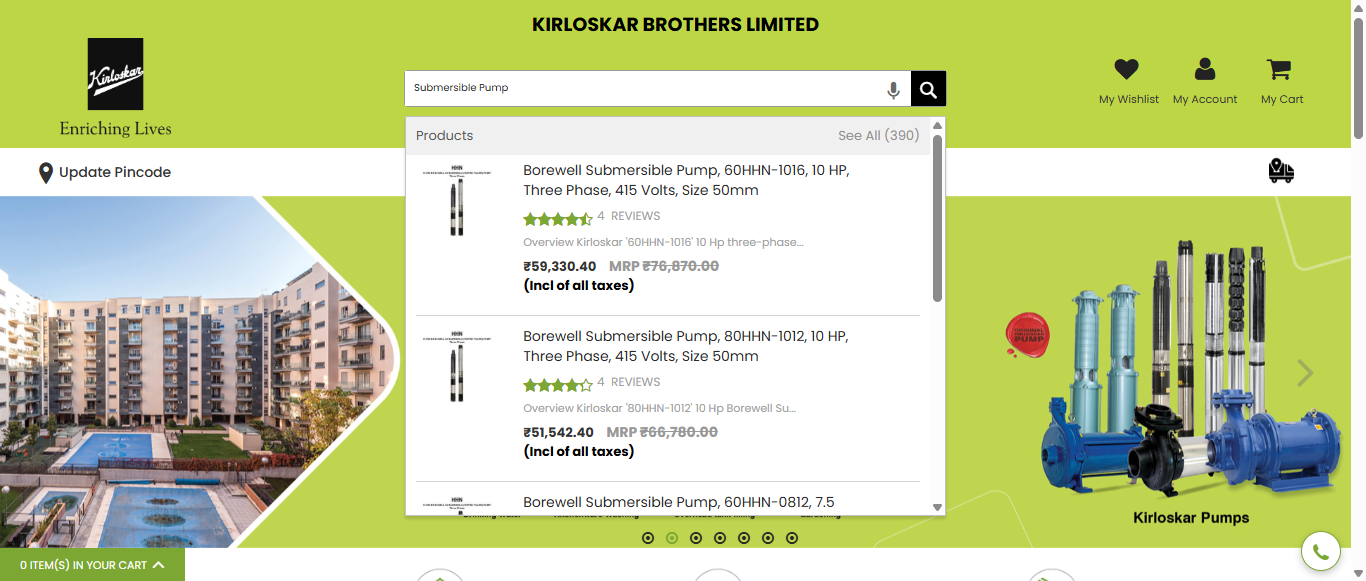 KIRLOSKAR BROTHERS LIMITED
Kirloskar
Enriching Lives
Submersible Pump
My Wishlist
My Account
My Cart
Products
See All (390)
Update Pincode
HHN
Borewell Submersible Pump, 60HHN-1016, 10 HP,
Three Phase, 415 Volts, Size 50mm
4 REVIEWS
Overview Kirloskar '60HHN-1016' 10 Hp three-phase...
₹59,330.40 MRP ₹76,870.00
(Incl of all taxes)
HHN
Borewell Submersible Pump, 80HHN-1012, 10 HP,
Three Phase, 415 Volts, Size 50mm
4 REVIEWS
Overview Kirloskar '80HHN-1012' 10 Hp Borewell Su...
₹51,542.40 MRP ₹66,780.00
(Incl of all taxes)
HHN
Borewell Submersible Pump, 60HHN-0812, 7.5
PUMP
Kirloskar Pumps
0 ITEM(S) IN YOUR CART